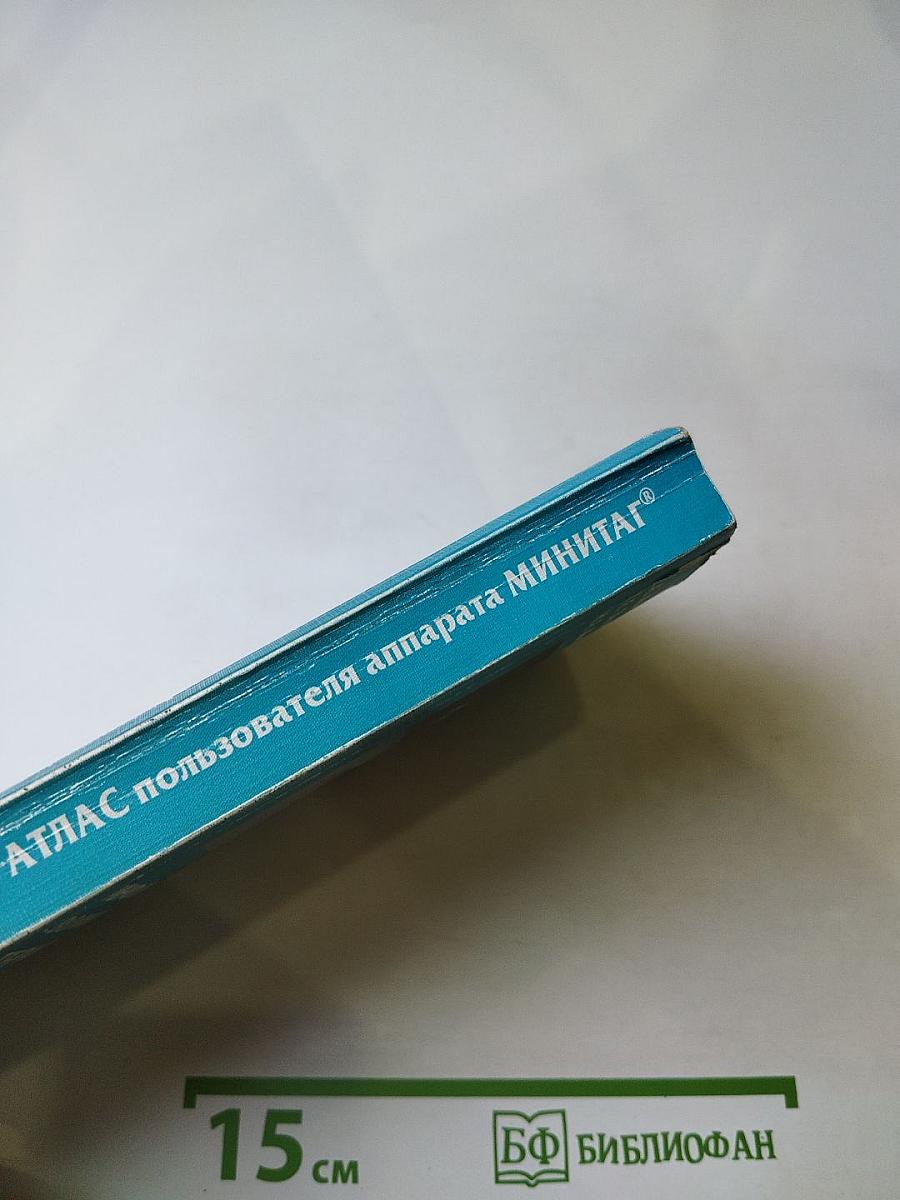 АТЛАС пользователя аппарата МИНИТАГ®
15 см
БФ БИБЛИОФАН